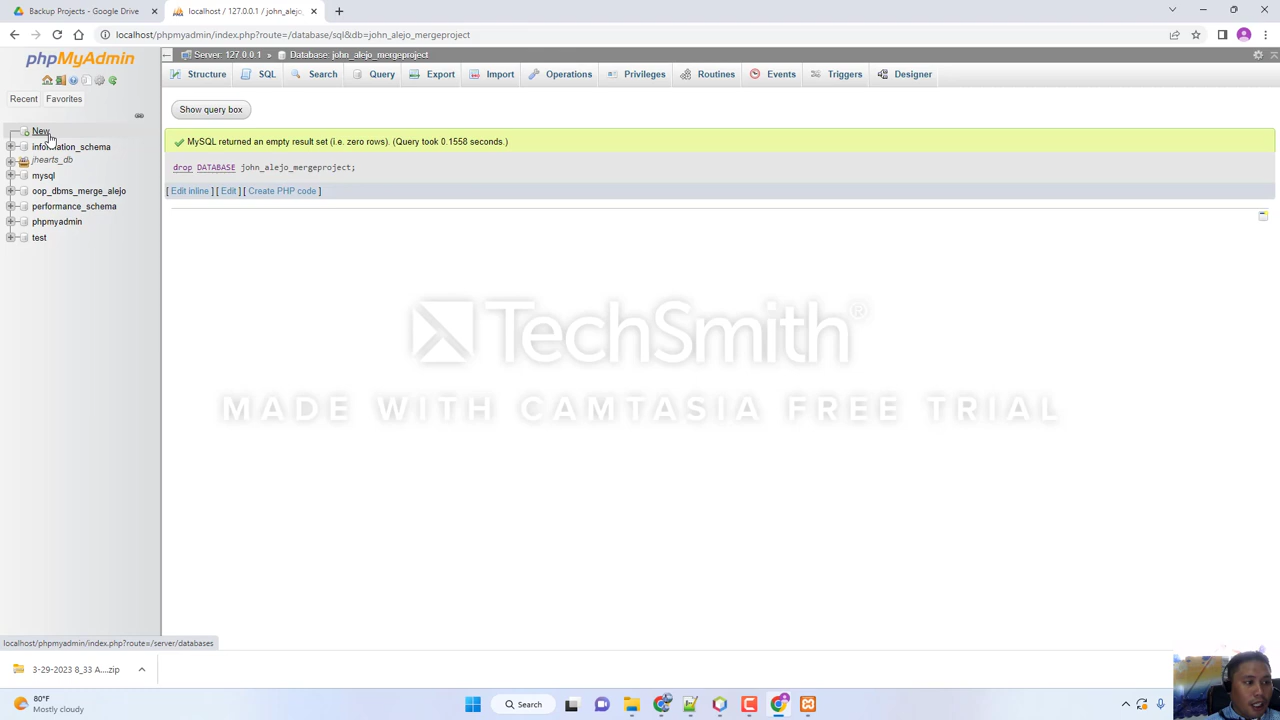 Backup Projects - Google Drive
localhost / 127.0.0.1 / john_alejo_
localhost/phpmyadmin/index.php?route=/database/sql&db=john_alejo_mergeproject
phpMyAdmin
Server: 127.0.0.1 » Database: john_alejo_mergeproject
Structure SQL Search Query Export Import Operations Privileges Routines Events Triggers Designer
Recent Favorites
Show query box
New
information_schema
jhearts_db
mysql
oop_dbms_merge_alejo
performance_schema
phpmyadmin
test
MySQL returned an empty result set (i.e. zero rows). (Query took 0.1558 seconds.)
drop DATABASE john_alejo_mergeproject;
[ Edit inline ] [ Edit ] [ Create PHP code ]
TechSmith®
MADE WITH CAMTASIA FREE TRIAL
localhost/phpmyadmin/index.php?route=/server/databases
3-29-2023 8_33 A....zip
80°F
Mostly cloudy
Search